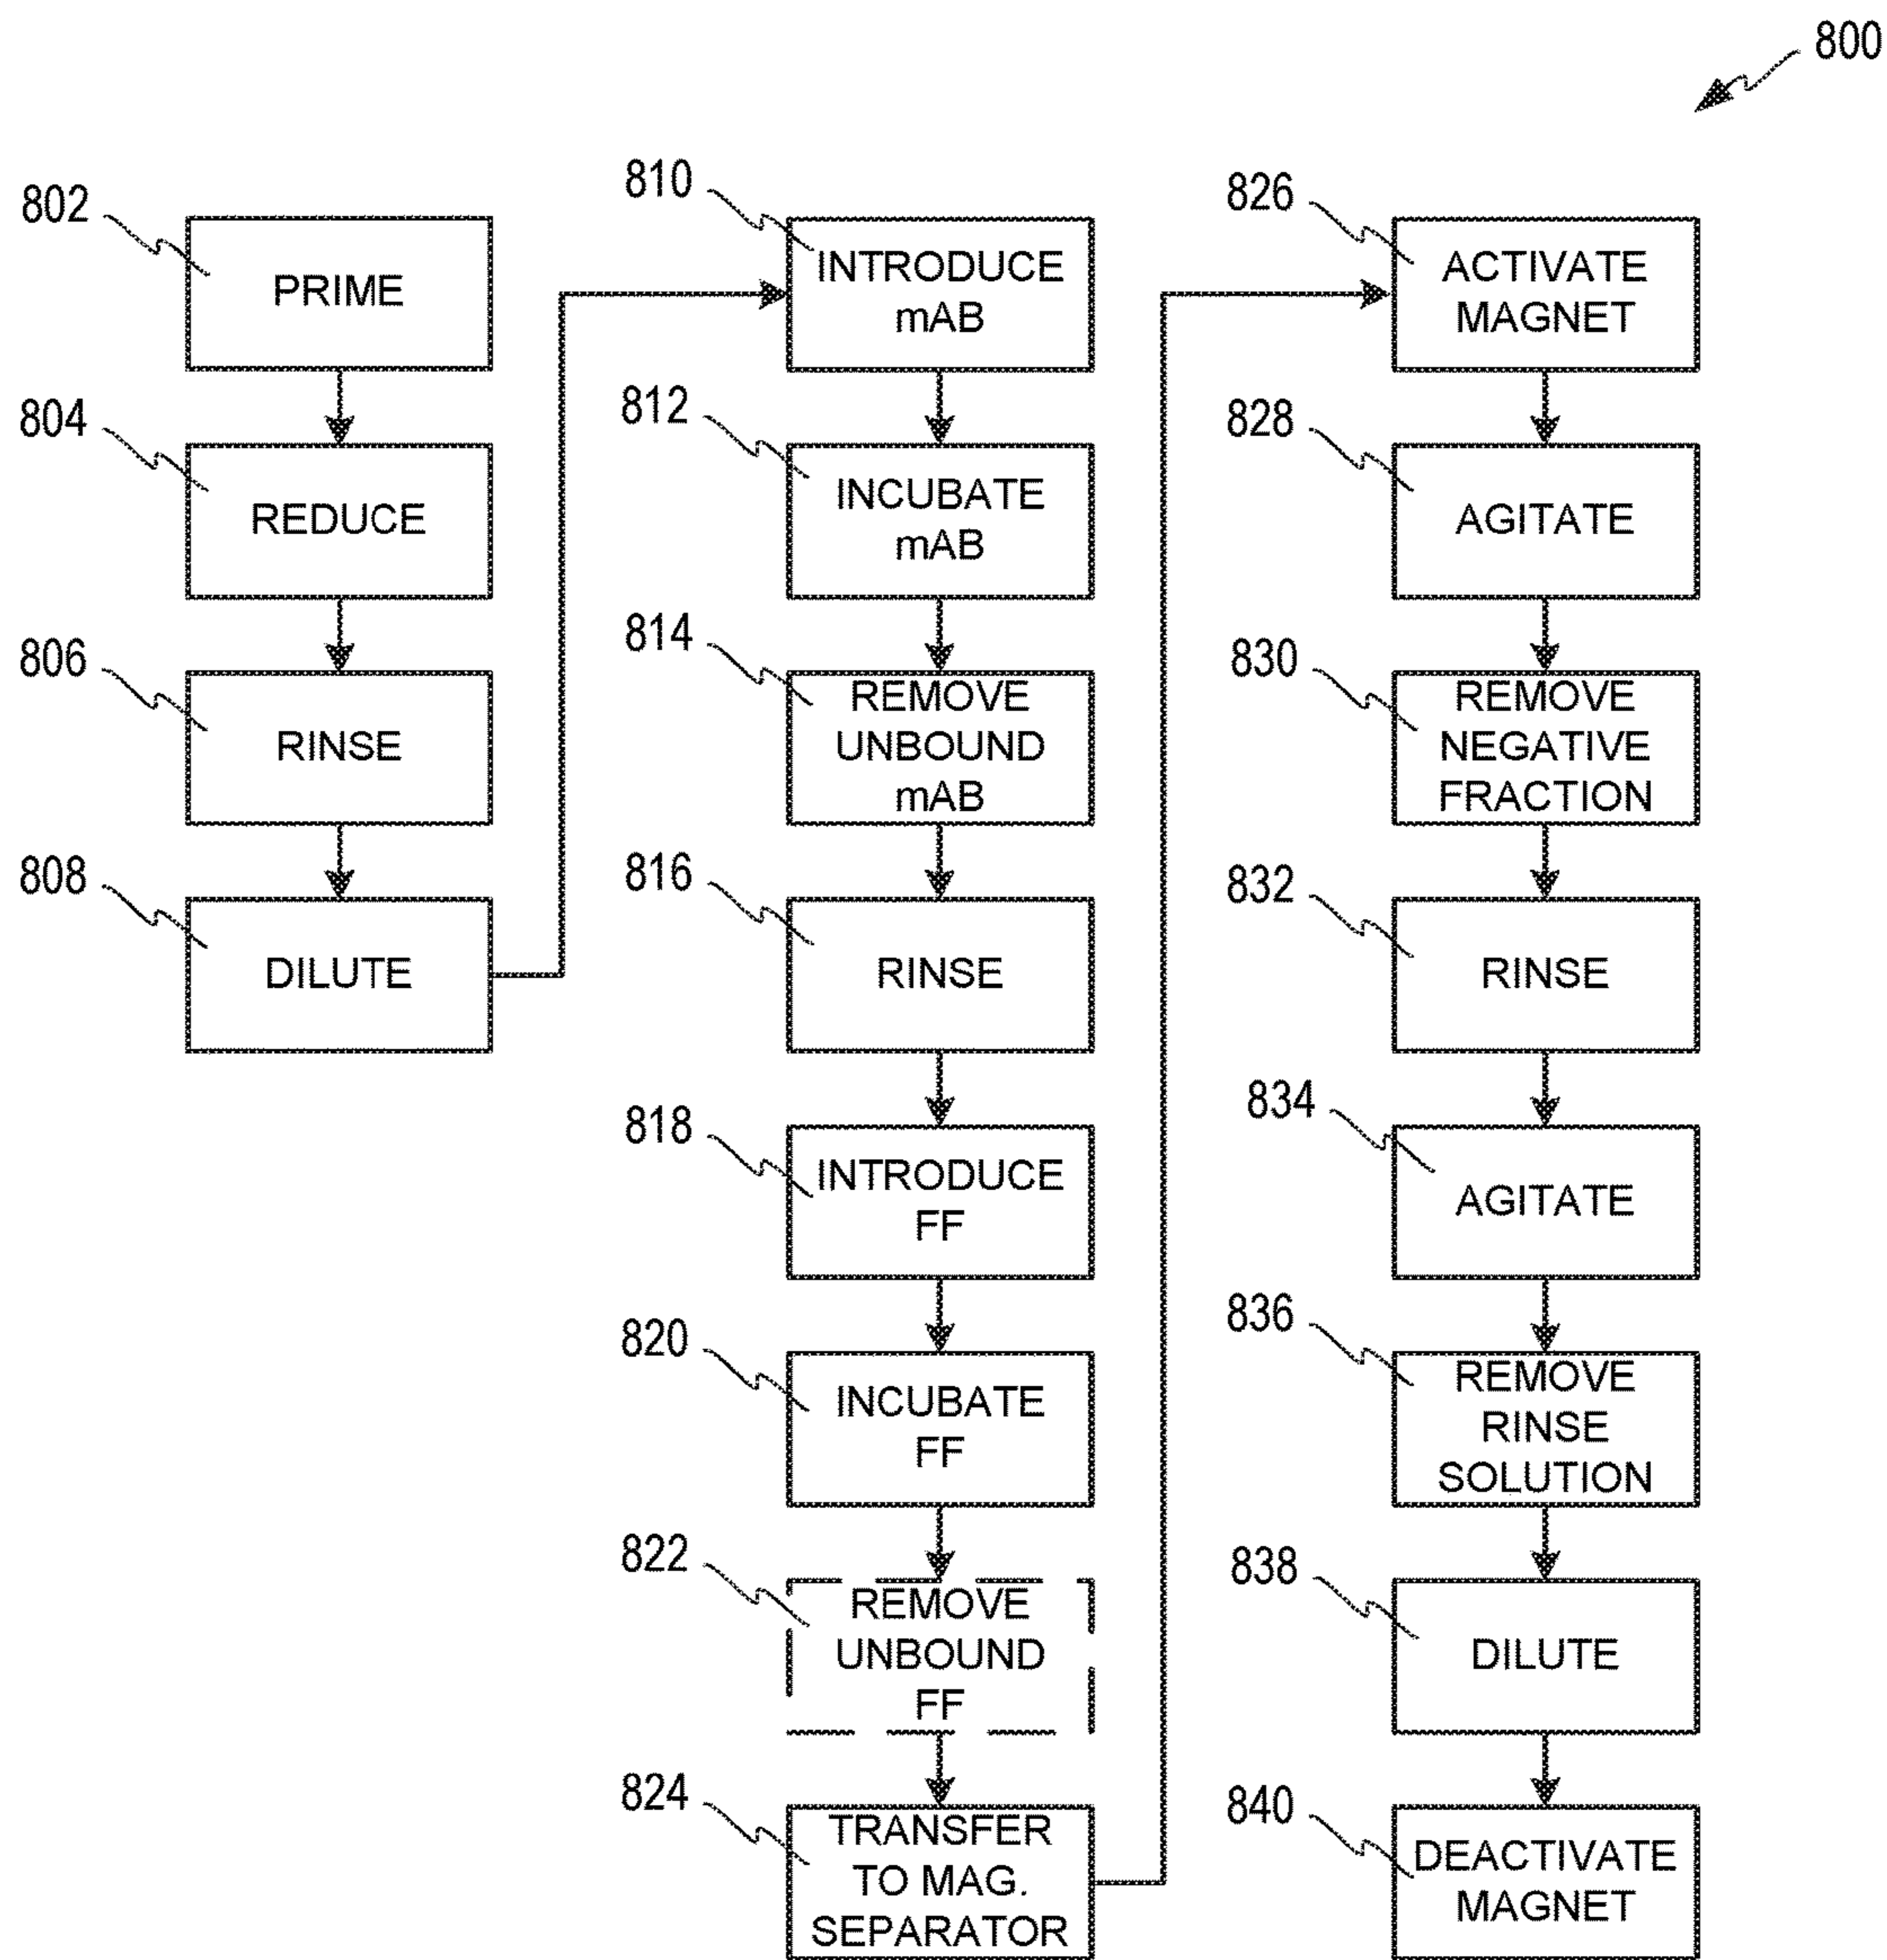 800
802
PRIME
804
REDUCE
806
RINSE
808
DILUTE
810
INTRODUCE
mAB
812
INCUBATE
mAB
814
REMOVE
UNBOUND
mAB
816
RINSE
818
INTRODUCE
FF
820
INCUBATE
FF
822
REMOVE
UNBOUND
FF
824
TRANSFER
TO MAG.
SEPARATOR
826
ACTIVATE
MAGNET
828
AGITATE
830
REMOVE
NEGATIVE
FRACTION
832
RINSE
834
AGITATE
836
REMOVE
RINSE
SOLUTION
838
DILUTE
840
DEACTIVATE
MAGNET